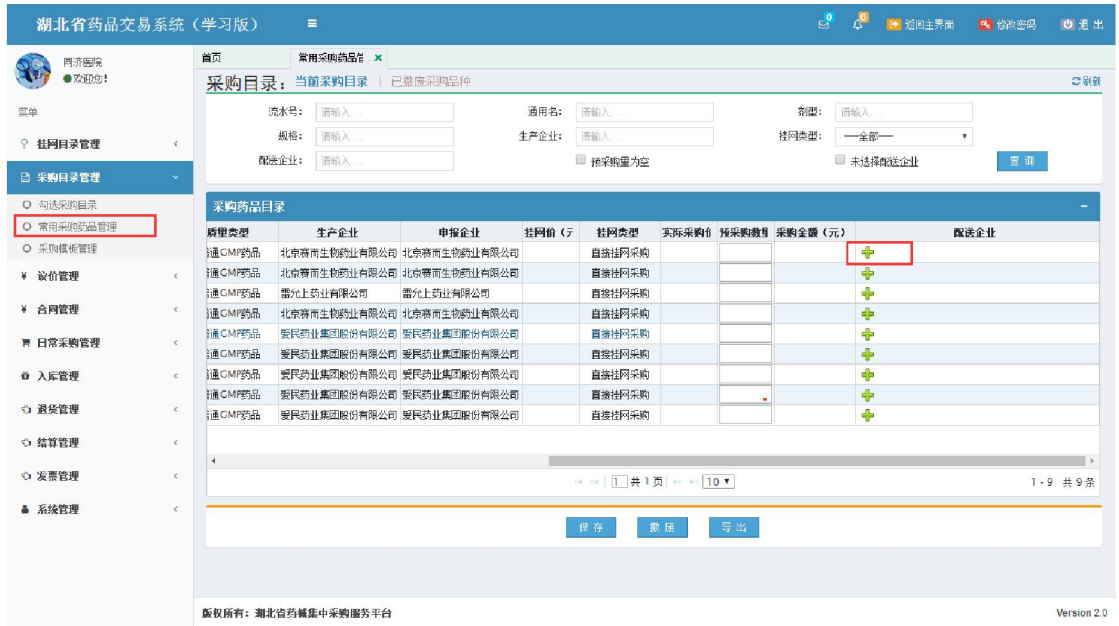 湖北省药品交易系统（学习版）
0
0
返回主界面
修改密码
退出
同济医院
欢迎您!
菜单
挂网目录管理
采购目录管理
勾选采购目录
常用采购药品管理
采购模板管理
¥ 议价管理
¥ 合同管理
日常采购管理
入库管理
退货管理
结算管理
发票管理
系统管理
首页
常用采购药品管 x
采购目录： 当前采购目录 | 已撤废采购品种
刷新
流水号： 请输入... 通用名： 请输入... 剂型： 请输入...
规格： 请输入... 生产企业： 请输入... 挂网类型： ──全部──
配送企业： 请输入... 预采购量为空 未选择配送企业 查 询
采购药品目录
质量类型 生产企业 申报企业 挂网价（元 挂网类型 实际采购价 预采购数量 采购金额（元） 配送企业
普通GMP药品 北京赛而生物药业有限公司 北京赛而生物药业有限公司 直接挂网采购
普通GMP药品 北京赛而生物药业有限公司 北京赛而生物药业有限公司 直接挂网采购
普通GMP药品 雷允上药业有限公司 雷允上药业有限公司 直接挂网采购
普通GMP药品 北京赛而生物药业有限公司 北京赛而生物药业有限公司 直接挂网采购
普通GMP药品 爱民药业集团股份有限公司 爱民药业集团股份有限公司 直接挂网采购
普通GMP药品 爱民药业集团股份有限公司 爱民药业集团股份有限公司 直接挂网采购
普通GMP药品 爱民药业集团股份有限公司 爱民药业集团股份有限公司 直接挂网采购
普通GMP药品 爱民药业集团股份有限公司 爱民药业集团股份有限公司 直接挂网采购
普通GMP药品 爱民药业集团股份有限公司 爱民药业集团股份有限公司 直接挂网采购
1 共 1 页 10
1 - 9 共 9 条
保 存
撤 废
导 出
版权所有：湖北省药械集中采购服务平台
Version 2.0